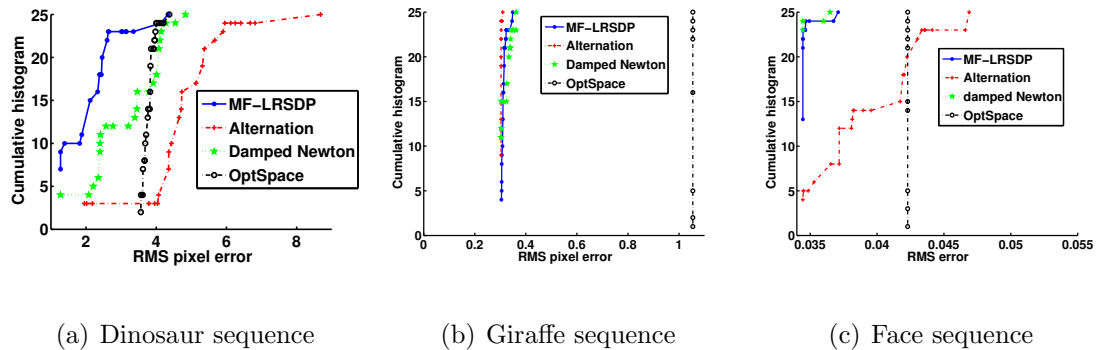 Cumulative histogram
25
20
15
10
5
0
2
4
6
8
RMS pixel error
MF−LRSDP
Alternation
Damped Newton
OptSpace
(a) Dinosaur sequence
Cumulative histogram
25
20
15
10
5
0
0
0.2
0.4
0.6
0.8
1
RMS pixel error
MF−LRSDP
Alternation
Damped Newton
OptSpace
(b) Giraffe sequence
Cumulative histogram
25
20
15
10
5
0
0.035
0.04
0.045
0.05
0.055
RMS error
MF−LRSDP
Alternation
damped Newton
OptSpace
(c) Face sequence